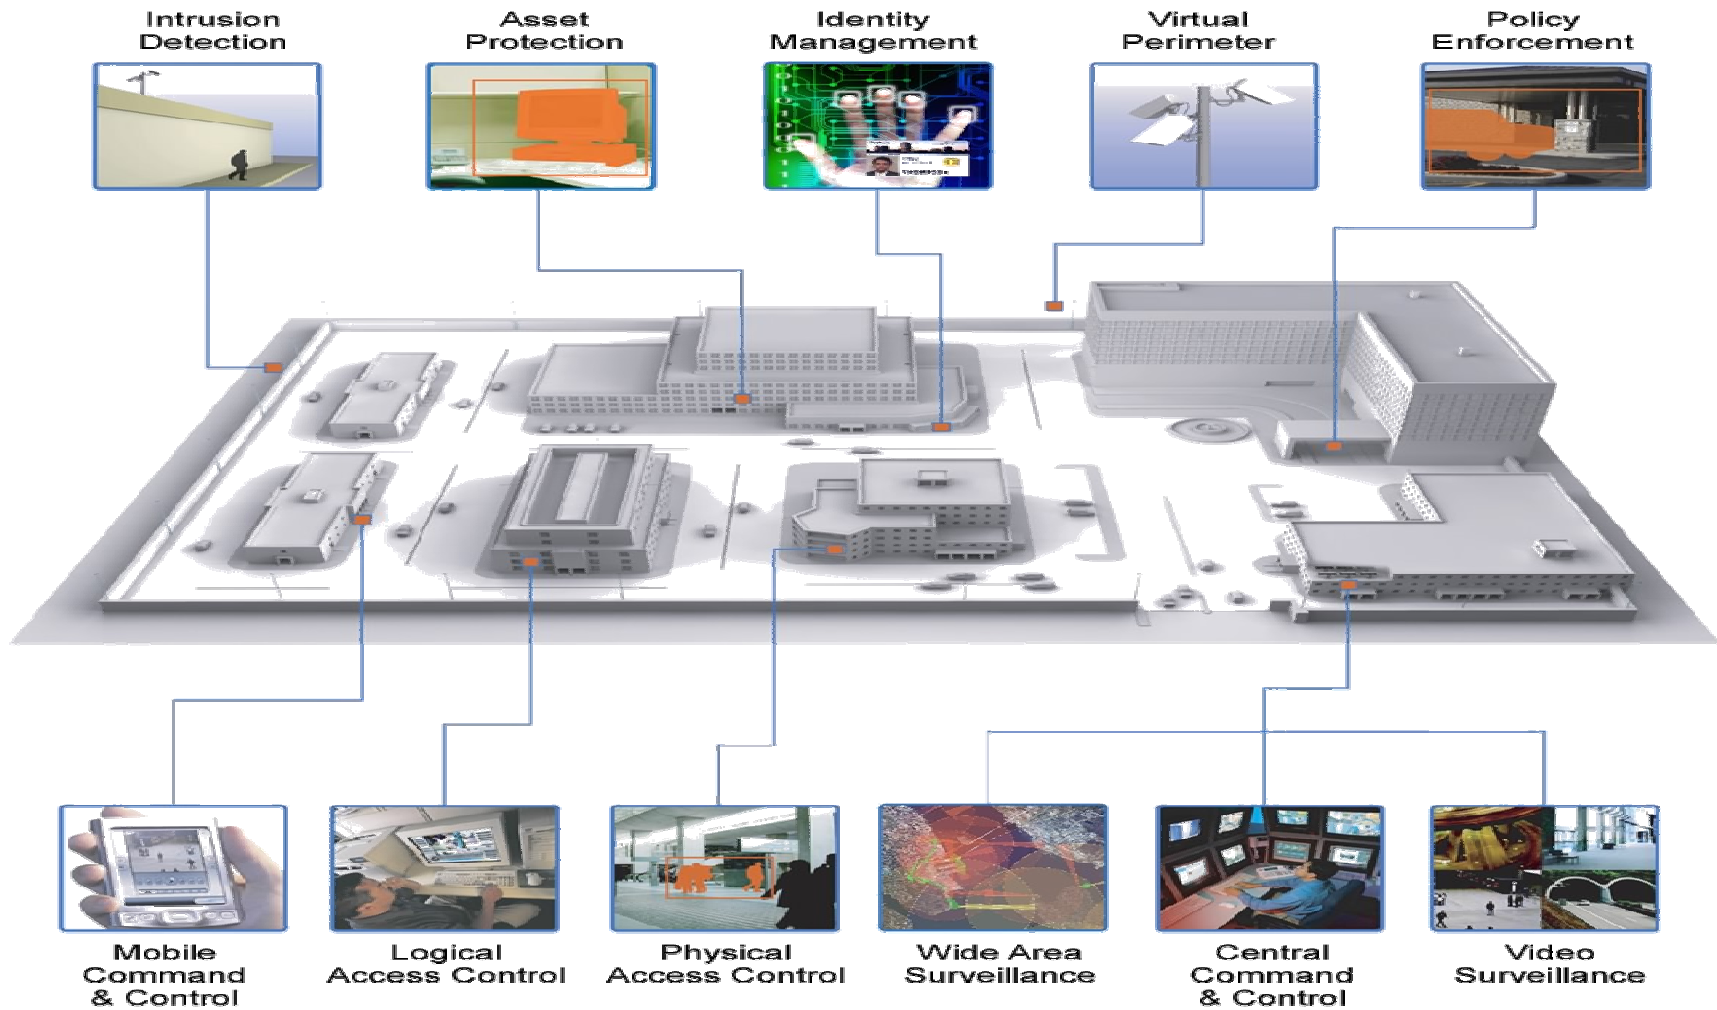 Intrusion
Detection
Asset
Protection
Identity
Management
Virtual
Perimeter
Policy
Enforcement
Mobile
Command
& Control
Logical
Access Control
Physical
Access Control
Wide Area
Surveillance
Central
Command
& Control
Video
Surveillance